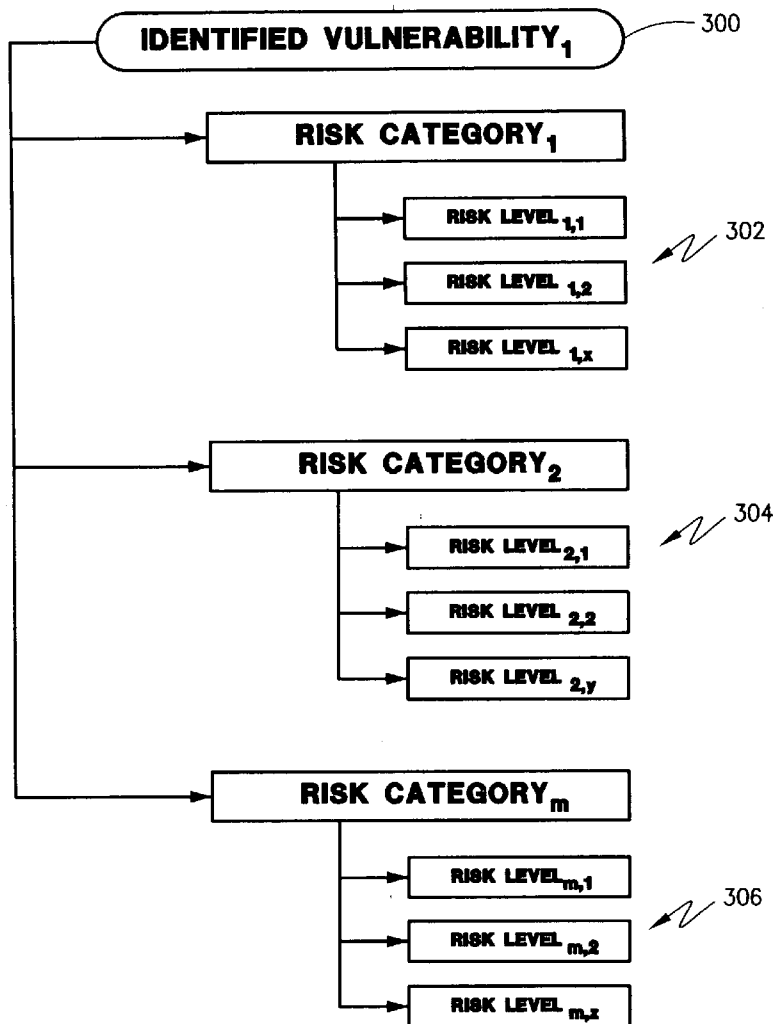 IDENTIFIED VULNERABILITY1
300
RISK CATEGORY1
RISK LEVEL 1,1
302
RISK LEVEL 1,2
RISK LEVEL 1,x
RISK CATEGORY2
304
RISK LEVEL 2,1
RISK LEVEL 2,2
RISK LEVEL 2,y
RISK CATEGORYm
RISK LEVELm,1
306
RISK LEVEL m,2
RISK LEVEL m,z